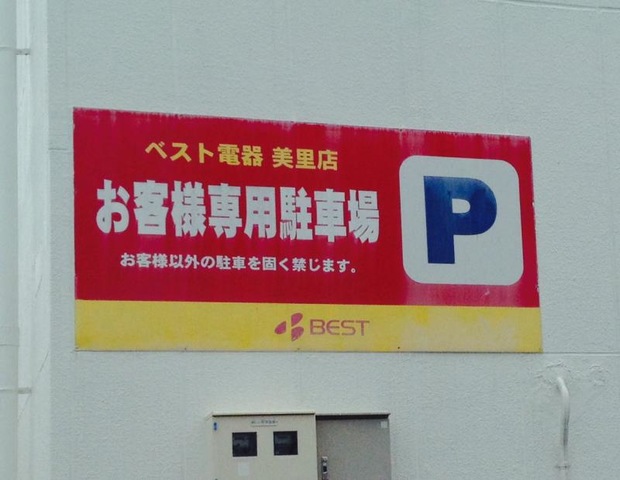 ベスト電器 美里店
お客様専用駐車場
お客様以外の駐車を固く禁じます。
P
BEST